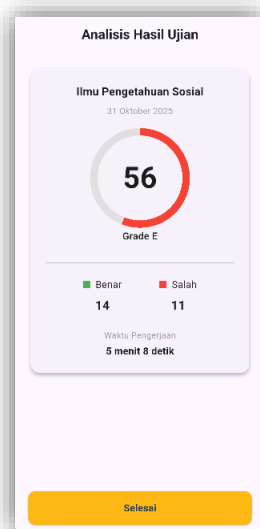 Analisis Hasil Ujian
Ilmu Pengetahuan Sosial
31 Oktober 2025
56
Grade E
Benar
Salah
14
11
Waktu Pengerjaan
5 menit 8 detik
Selesai